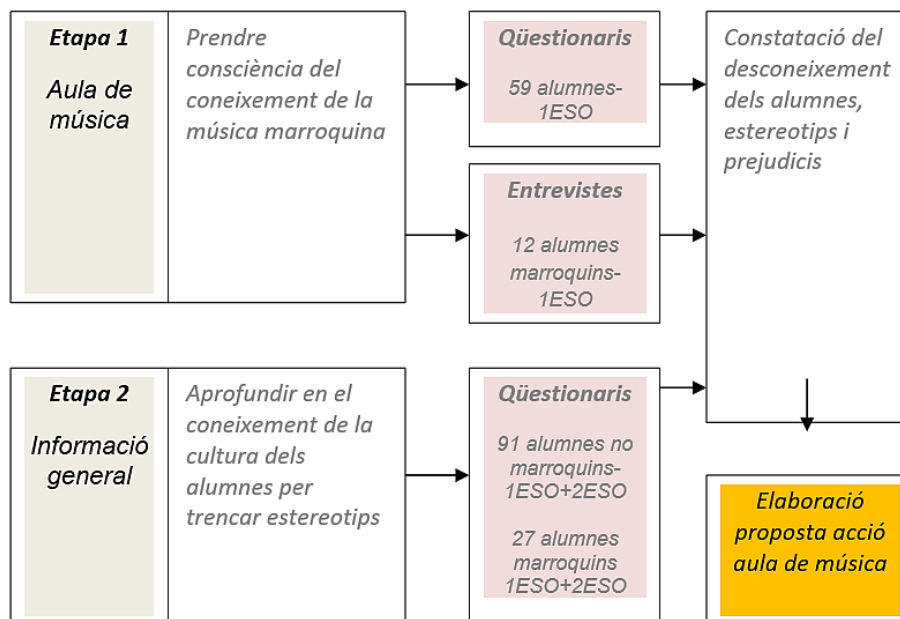 Etapa 1
Aula de
música
Prendre
consciència del
coneixement de la
música marroquina
Qüestionaris
59 alumnes-
1ESO
Entrevistes
12 alumnes
marroquins-
1ESO
Constatació del
desconeixement
dels alumnes,
estereotips i
prejudicis
Etapa 2
Informació
general
Aprofundir en el
coneixement de la
cultura dels
alumnes per
trencar estereotips
Qüestionaris
91 alumnes no
marroquins-
1ESO+2ESO
27 alumnes
marroquins
1ESO+2ESO
Elaboració
proposta acció
aula de música